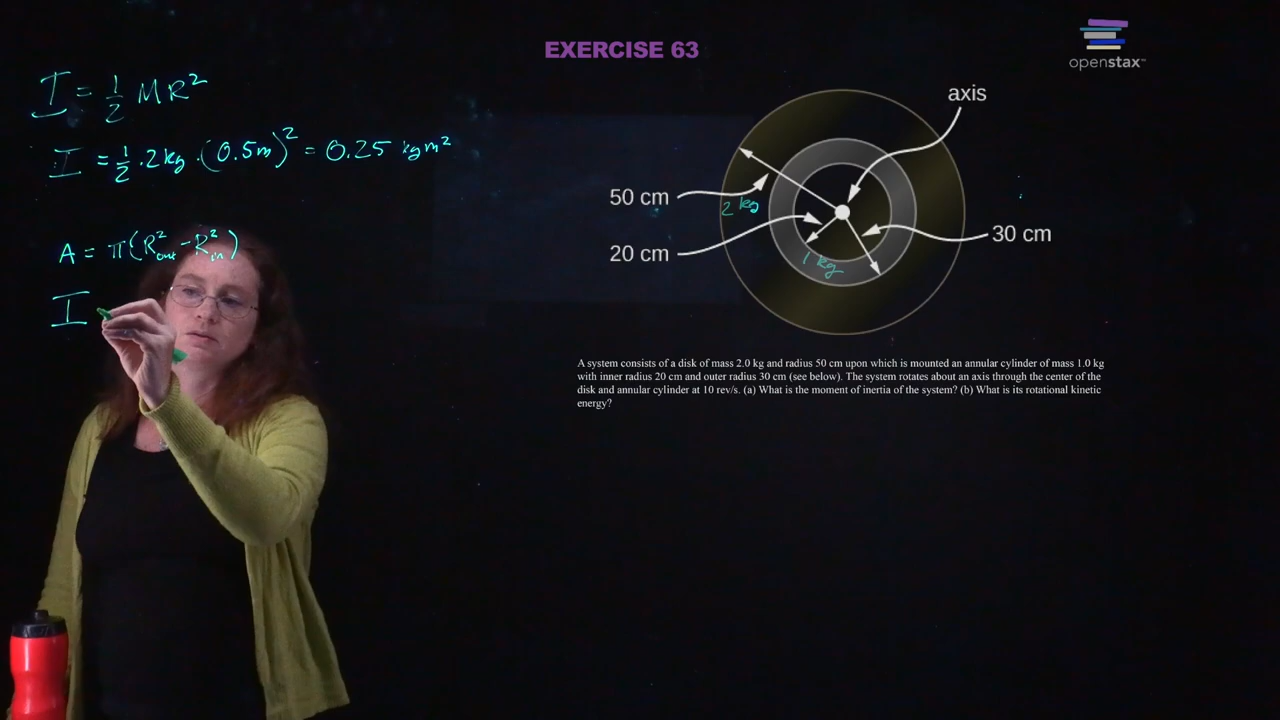 EXERCISE 63
openstax™
I = 1/2 MR²
I = 1/2 · 2kg · (0.5m)² = 0.25 kgm²
A = π(R²out - R²in)
I
axis
50 cm
2 kg
20 cm
1 kg
30 cm
A system consists of a disk of mass 2.0 kg and radius 50 cm upon which is mounted an annular cylinder of mass 1.0 kg
with inner radius 20 cm and outer radius 30 cm (see below). The system rotates about an axis through the center of the
disk and annular cylinder at 10 rev/s. (a) What is the moment of inertia of the system? (b) What is its rotational kinetic
energy?